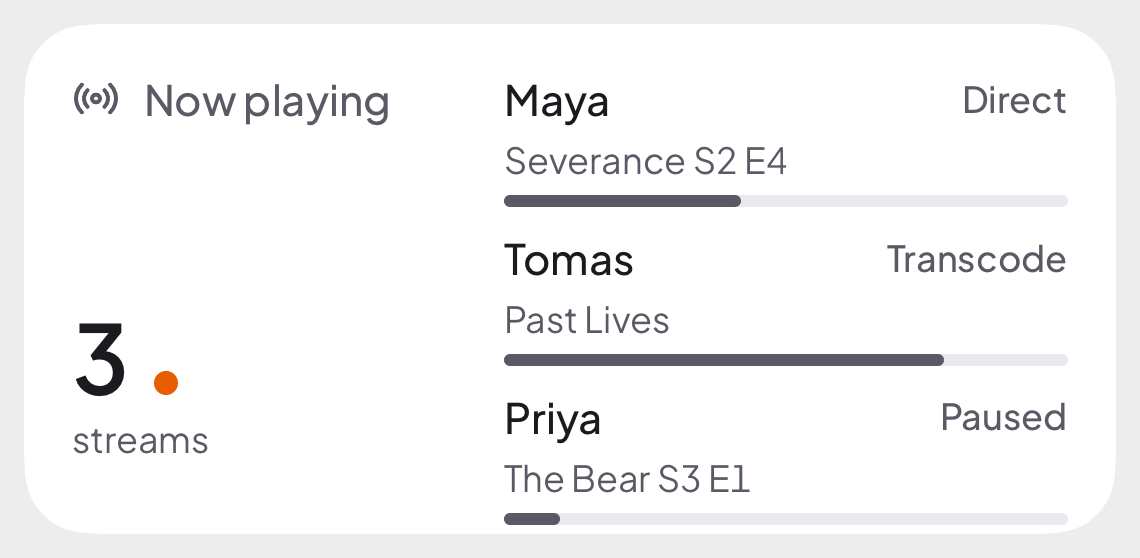 Now playing
3
streams
Maya
Direct
Severance S2 E4
Tomas
Transcode
Past Lives
Priya
Paused
The Bear S3 E1